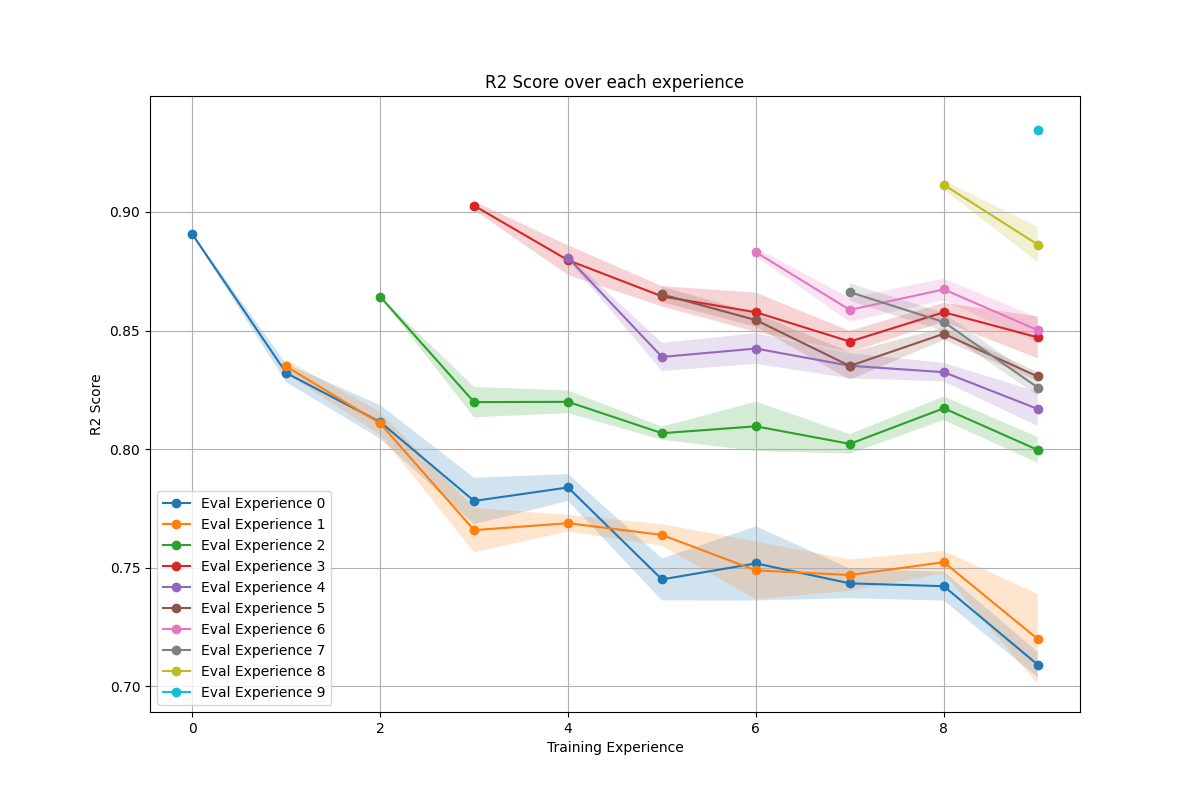 R2 Score over each experience
R2 Score
0.90
0.85
0.80
0.75
0.70
Eval Experience 0
Eval Experience 1
Eval Experience 2
Eval Experience 3
Eval Experience 4
Eval Experience 5
Eval Experience 6
Eval Experience 7
Eval Experience 8
Eval Experience 9
0 2 4 6 8
Training Experience